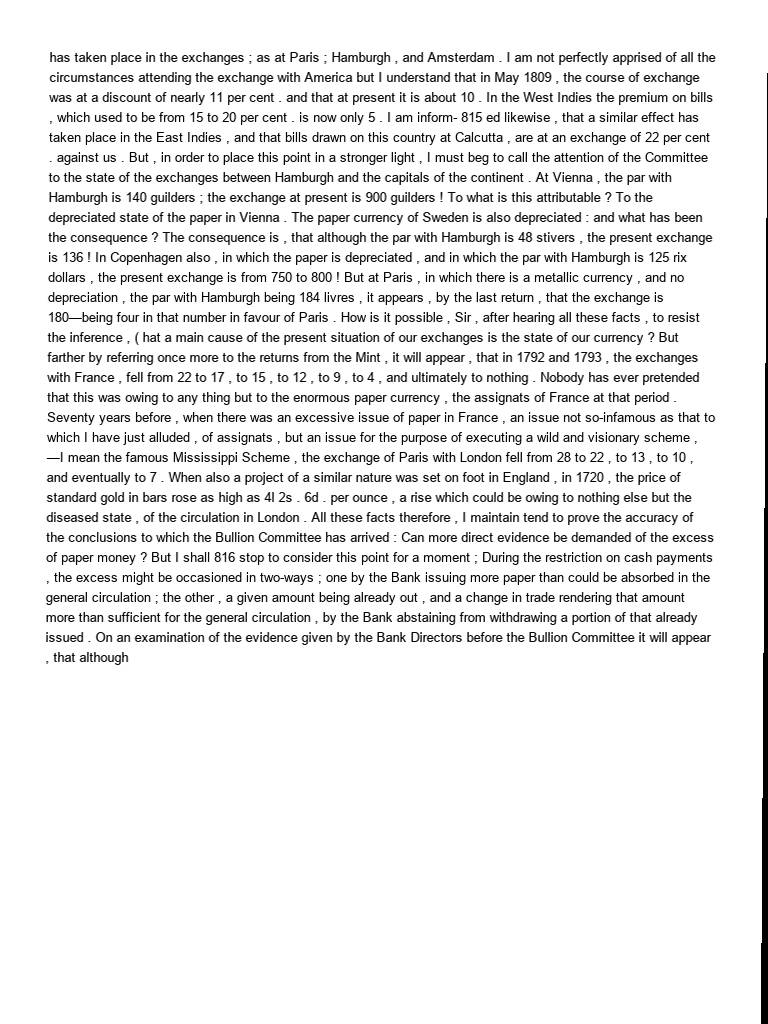 has taken place in the exchanges ; as at Paris ; Hamburgh , and Amsterdam . I am not perfectly apprised of all the
circumstances attending the exchange with America but I understand that in May 1809 , the course of exchange
was at a discount of nearly 11 per cent . and that at present it is about 10 . In the West Indies the premium on bills
, which used to be from 15 to 20 per cent . is now only 5 . I am inform- 815 ed likewise , that a similar effect has
taken place in the East Indies , and that bills drawn on this country at Calcutta , are at an exchange of 22 per cent
. against us . But , in order to place this point in a stronger light , I must beg to call the attention of the Committee
to the state of the exchanges between Hamburgh and the capitals of the continent . At Vienna , the par with
Hamburgh is 140 guilders ; the exchange at present is 900 guilders ! To what is this attributable ? To the
depreciated state of the paper in Vienna . The paper currency of Sweden is also depreciated : and what has been
the consequence ? The consequence is , that although the par with Hamburgh is 48 stivers , the present exchange
is 136 ! In Copenhagen also , in which the paper is depreciated , and in which the par with Hamburgh is 125 rix
dollars , the present exchange is from 750 to 800 ! But at Paris , in which there is a metallic currency , and no
depreciation , the par with Hamburgh being 184 livres , it appears , by the last return , that the exchange is
180—being four in that number in favour of Paris . How is it possible , Sir , after hearing all these facts , to resist
the inference , ( hat a main cause of the present situation of our exchanges is the state of our currency ? But
farther by referring once more to the returns from the Mint , it will appear , that in 1792 and 1793 , the exchanges
with France , fell from 22 to 17 , to 15 , to 12 , to 9 , to 4 , and ultimately to nothing . Nobody has ever pretended
that this was owing to any thing but to the enormous paper currency , the assignats of France at that period .
Seventy years before , when there was an excessive issue of paper in France , an issue not so-infamous as that to
which I have just alluded , of assignats , but an issue for the purpose of executing a wild and visionary scheme ,
—I mean the famous Mississippi Scheme , the exchange of Paris with London fell from 28 to 22 , to 13 , to 10 ,
and eventually to 7 . When also a project of a similar nature was set on foot in England , in 1720 , the price of
standard gold in bars rose as high as 4l 2s . 6d . per ounce , a rise which could be owing to nothing else but the
diseased state , of the circulation in London . All these facts therefore , I maintain tend to prove the accuracy of
the conclusions to which the Bullion Committee has arrived : Can more direct evidence be demanded of the excess
of paper money ? But I shall 816 stop to consider this point for a moment ; During the restriction on cash payments
, the excess might be occasioned in two-ways ; one by the Bank issuing more paper than could be absorbed in the
general circulation ; the other , a given amount being already out , and a change in trade rendering that amount
more than sufficient for the general circulation , by the Bank abstaining from withdrawing a portion of that already
issued . On an examination of the evidence given by the Bank Directors before the Bullion Committee it will appear
, that although